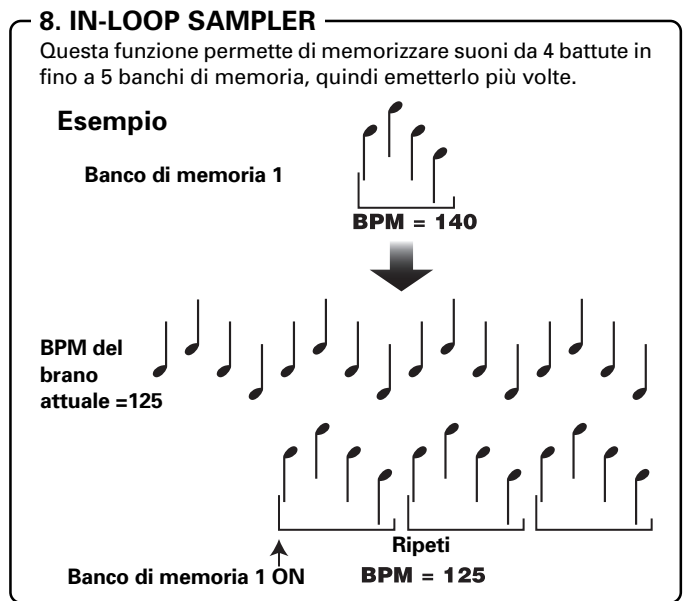 8. IN-LOOP SAMPLER
Questa funzione permette di memorizzare suoni da 4 battute in
fino a 5 banchi di memoria, quindi emetterlo più volte.
Esempio
Banco di memoria 1
BPM = 140
BPM del
brano
attuale =125
Ripeti
Banco di memoria 1 ON
BPM = 125